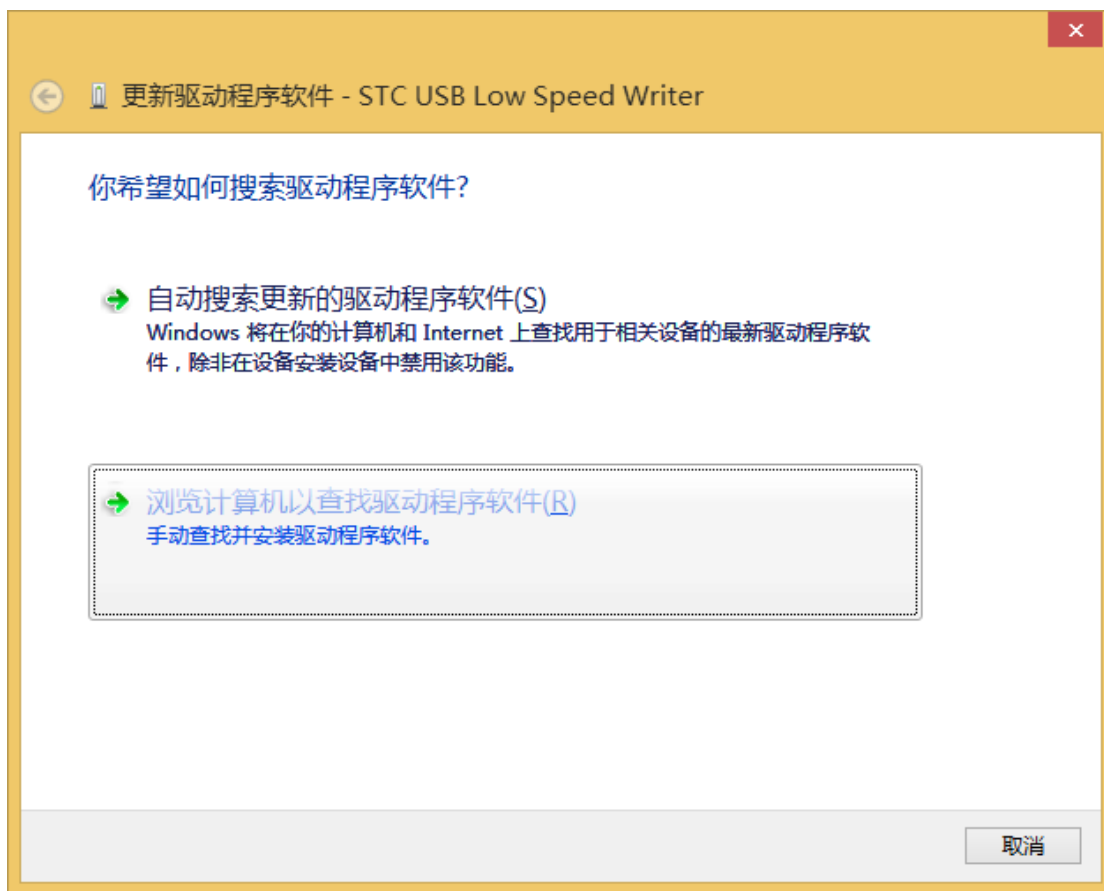 更新驱动程序软件 - STC USB Low Speed Writer
你希望如何搜索驱动程序软件?
自动搜索更新的驱动程序软件(S)
Windows 将在你的计算机和 Internet 上查找用于相关设备的最新驱动程序软
件，除非在设备安装设备中禁用该功能。
浏览计算机以查找驱动程序软件(R)
手动查找并安装驱动程序软件。
取消